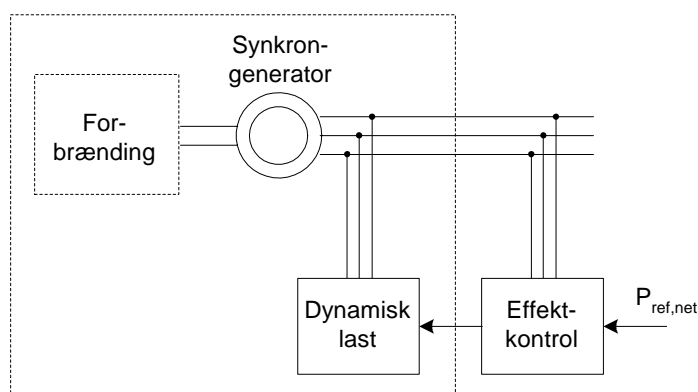 Synkron-
generator
For-
brænding
Dynamisk
last
Effekt-
kontrol
P_ref,net